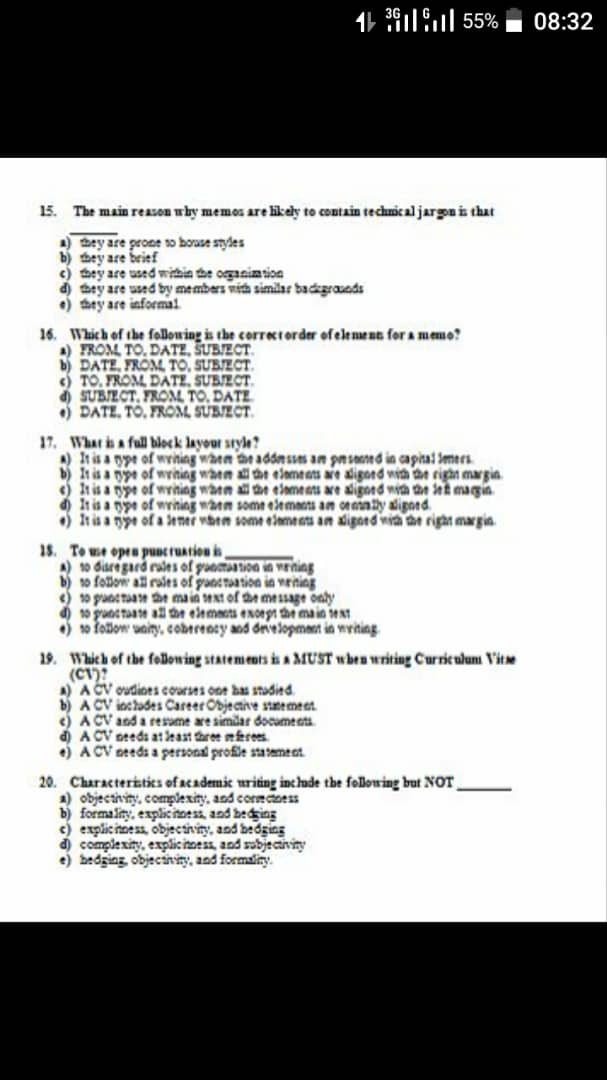 3G G 55% 08:32
15. The main reason why memos are likely to contain technical jargon is that
______
a) they are prone to house styles
b) they are brief
c) they are used within the organization
d) they are used by members with similar backgrounds
e) they are informal
16. Which of the following is the correct order of element for a memo?
a) FROM, TO, DATE, SUBJECT.
b) DATE, FROM, TO, SUBJECT.
c) TO, FROM, DATE, SUBJECT.
d) SUBJECT, FROM, TO, DATE.
e) DATE, TO, FROM, SUBJECT.
17. What is a full block layout style?
a) It is a type of writing where the addresses are presented in capital letters.
b) It is a type of writing where all the elements are aligned with the right margin.
c) It is a type of writing where all the elements are aligned with the left margin.
d) It is a type of writing where some elements are centrally aligned.
e) It is a type of a letter where some elements are aligned with the right margin.
18. To use open punctuation is ________
a) to disregard rules of punctuation in writing
b) to follow all rules of punctuation in writing
c) to punctuate the main text of the message only
d) to punctuate all the elements except the main text
e) to follow unity, coherency and development in writing.
19. Which of the following statements is a MUST when writing Curriculum Vitae
(CV)?
a) A CV outlines courses one has studied.
b) A CV includes Career Objective statement.
c) A CV and a resume are similar documents.
d) A CV needs at least three referees.
e) A CV needs a personal profile statement.
20. Characteristics of academic writing include the following but NOT ______
a) objectivity, complexity, and correctness
b) formality, explicitness, and hedging
c) explicitness, objectivity, and hedging
d) complexity, explicitness, and subjectivity
e) hedging, objectivity, and formality.